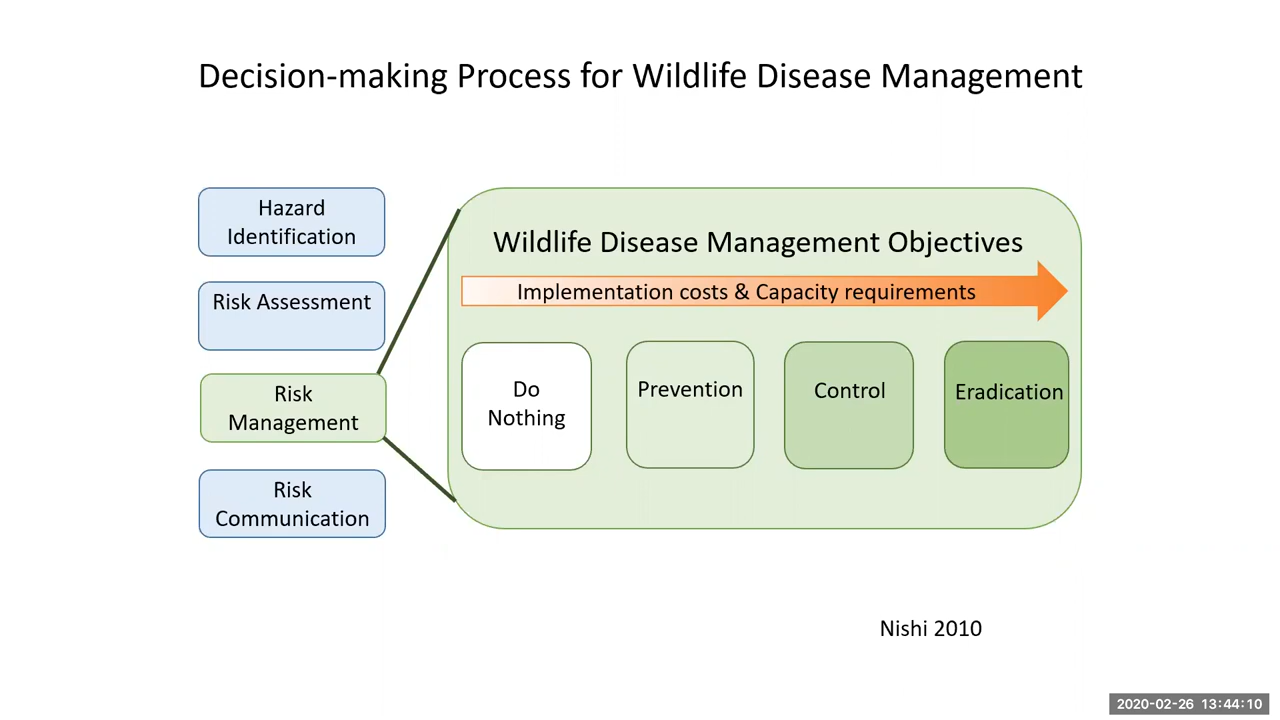 Decision-making Process for Wildlife Disease Management
Hazard
Identification
Risk Assessment
Risk
Management
Risk
Communication
Wildlife Disease Management Objectives
Implementation costs & Capacity requirements
Do
Nothing
Prevention
Control
Eradication
Nishi 2010
2020-02-26 13:44:10